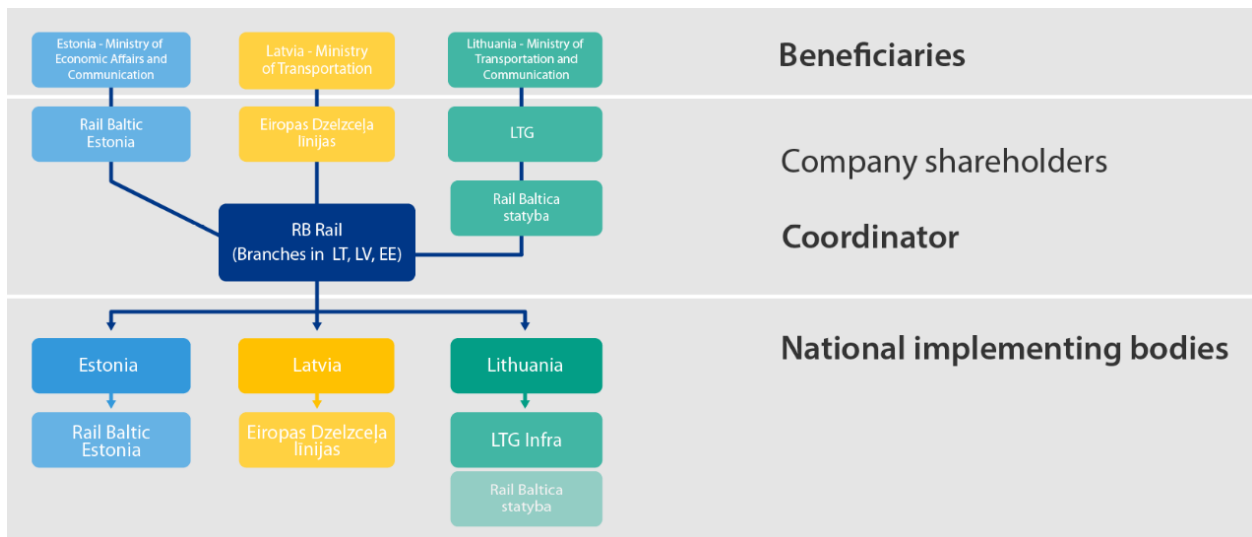 Estonia - Ministry of
Economic Affairs and
Communication
Latvia - Ministry
of Transportation
Lithuania - Ministry of
Transportation and
Communication
Beneficiaries
Rail Baltic
Estonia
Eiropas Dzelzceļa
līnijas
LTG
Company shareholders
Rail Baltica
statyba
RB Rail
(Branches in LT, LV, EE)
Coordinator
Estonia
Latvia
Lithuania
National implementing bodies
Rail Baltic
Estonia
Eiropas Dzelzceļa
līnijas
LTG Infra
Rail Baltica
statyba